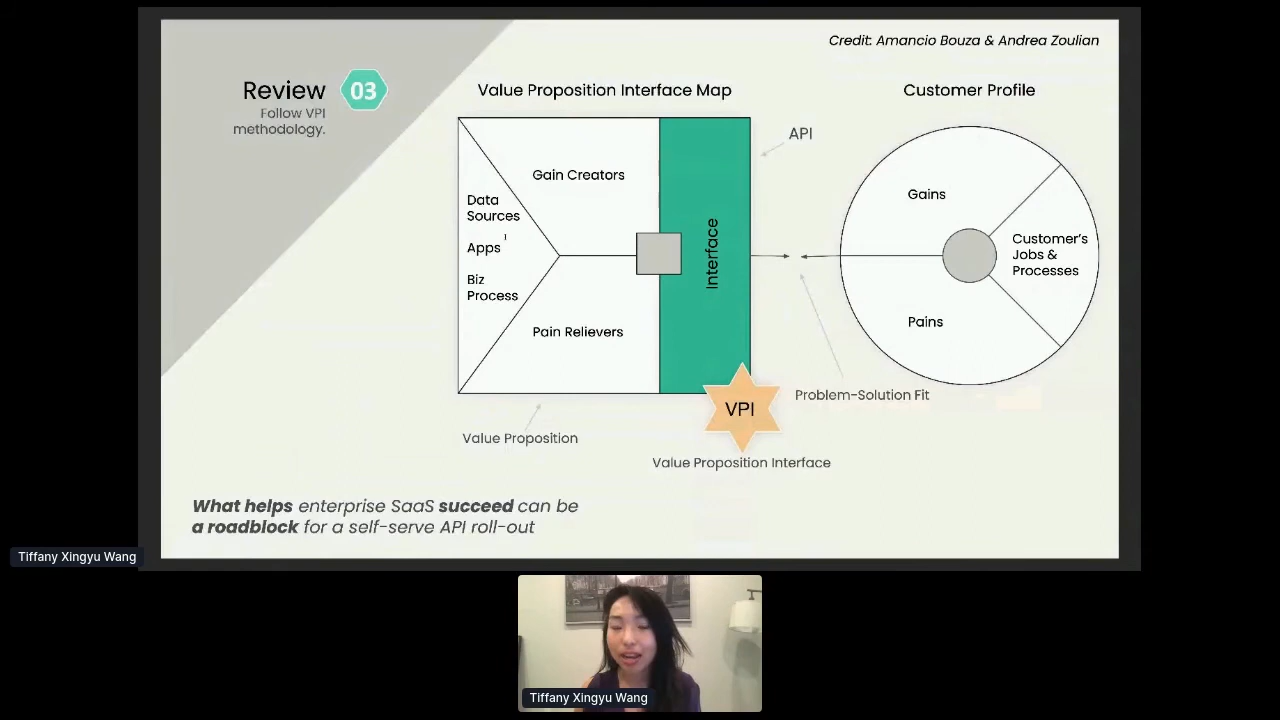 Credit: Amancio Bouza & Andrea Zoulian
Review
03
Follow VPI
methodology.
Value Proposition Interface Map
Customer Profile
API
Gain Creators
Data
Sources
Apps
Biz
Process
Pain Relievers
Interface
Gains
Customer's
Jobs &
Processes
Pains
VPI
Problem-Solution Fit
Value Proposition
Value Proposition Interface
What helps enterprise SaaS succeed can be
a roadblock for a self-serve API roll-out
Tiffany Xingyu Wang
Tiffany Xingyu Wang